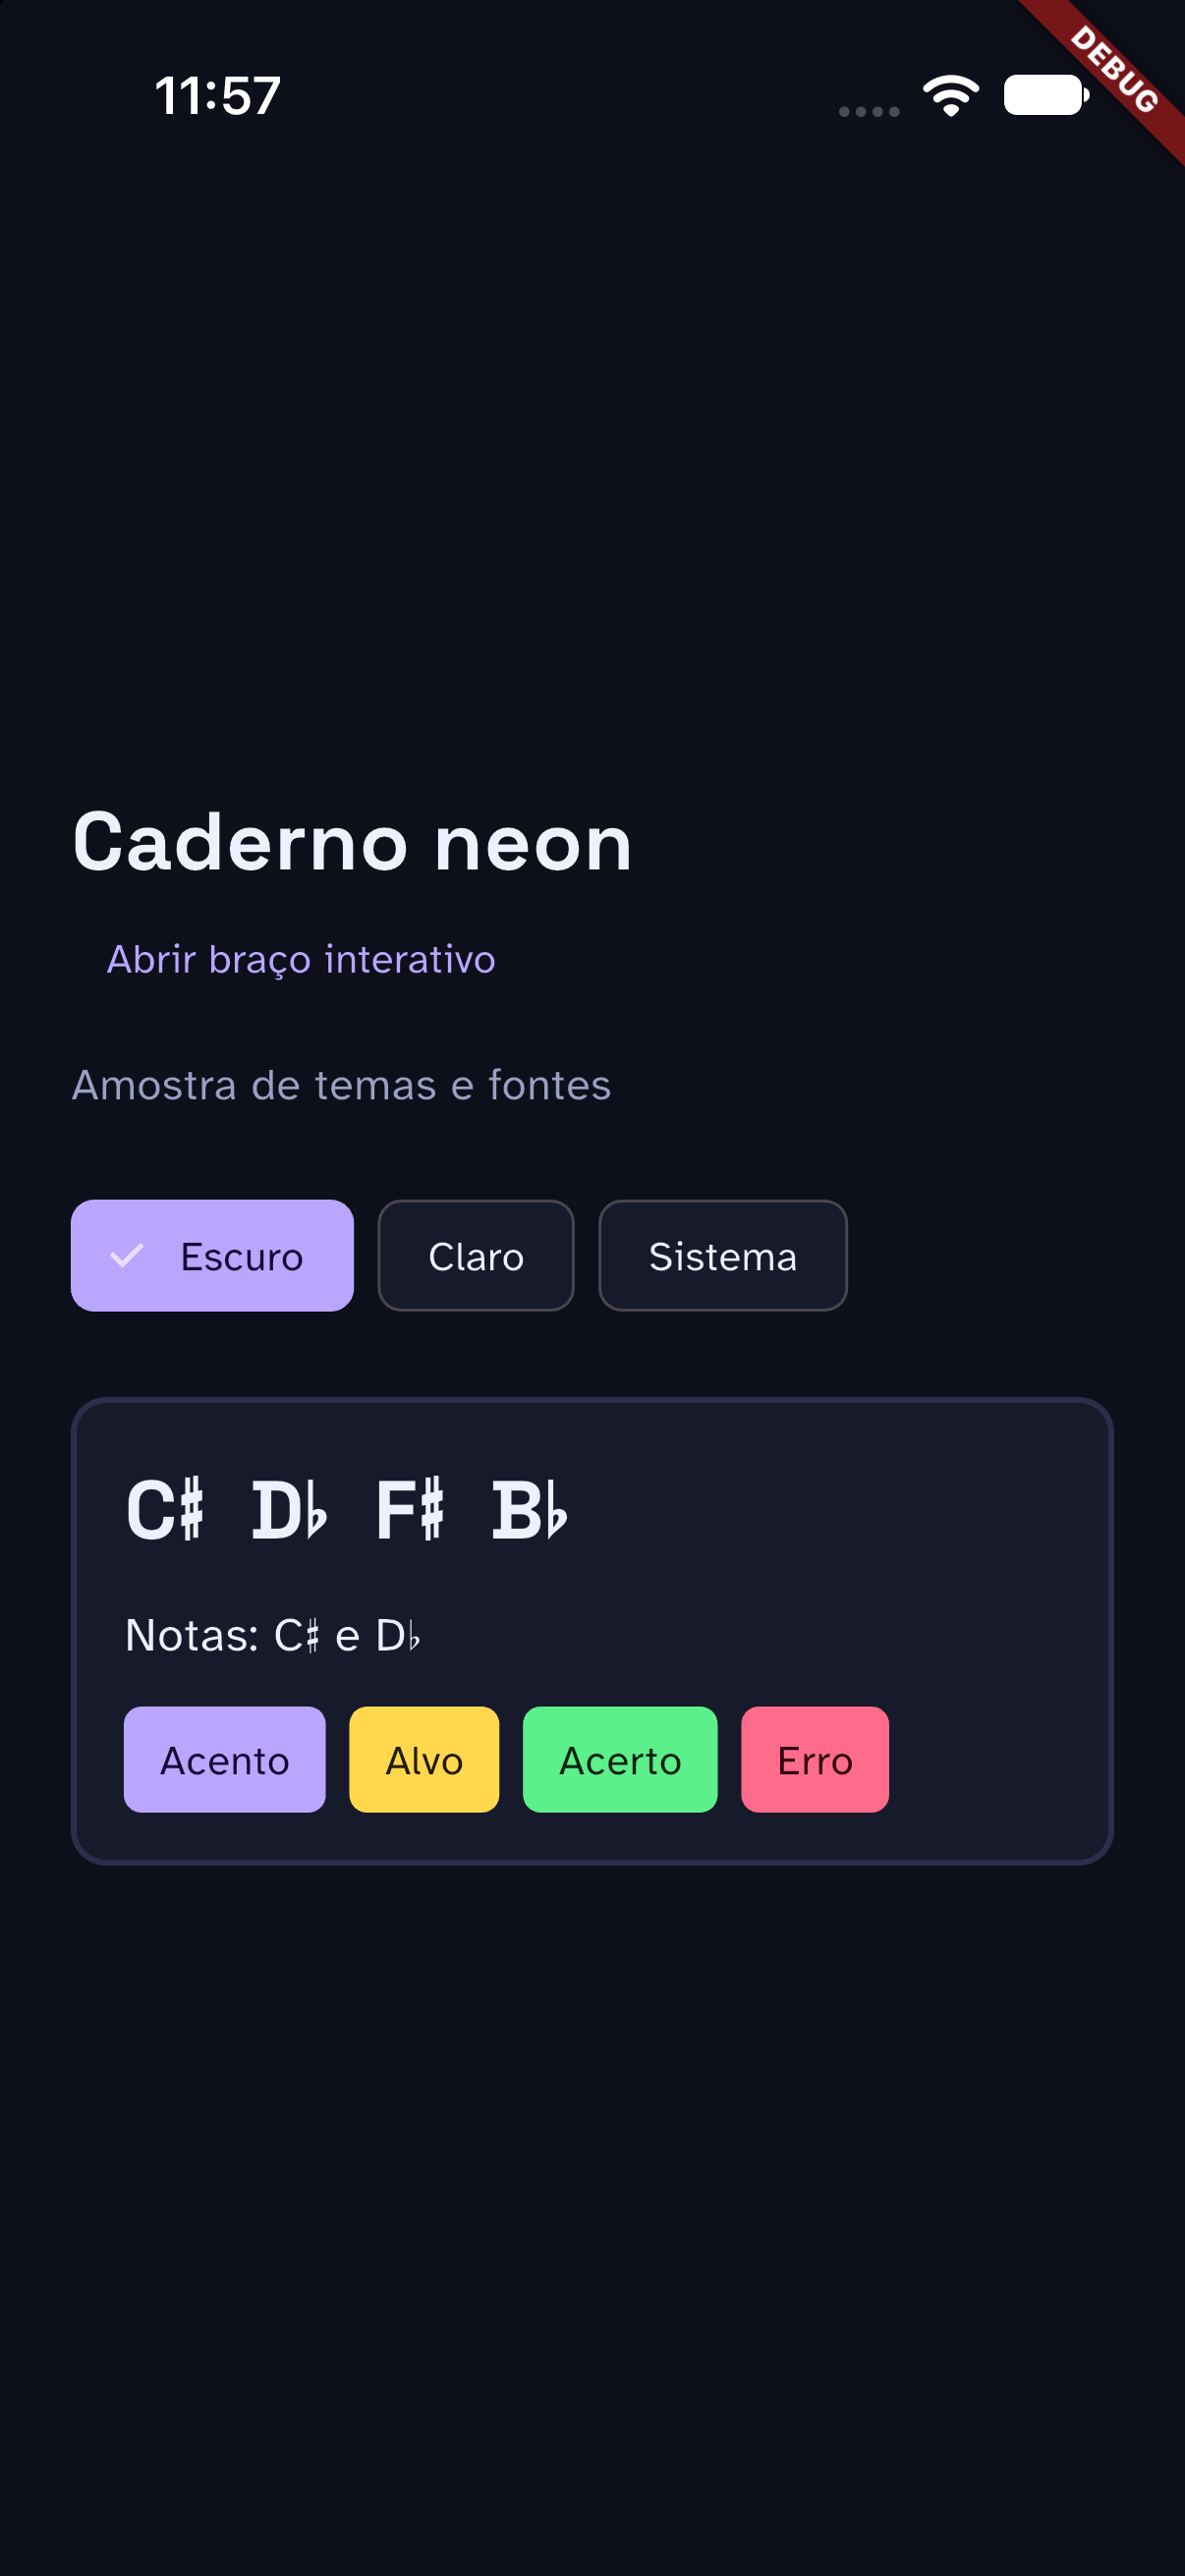 11:57
DEBUG
Caderno neon
Abrir braço interativo
Amostra de temas e fontes
Escuro Claro Sistema
C♯ D♭ F♯ B♭
Notas: C♯ e D♭
Acento Alvo Acerto Erro